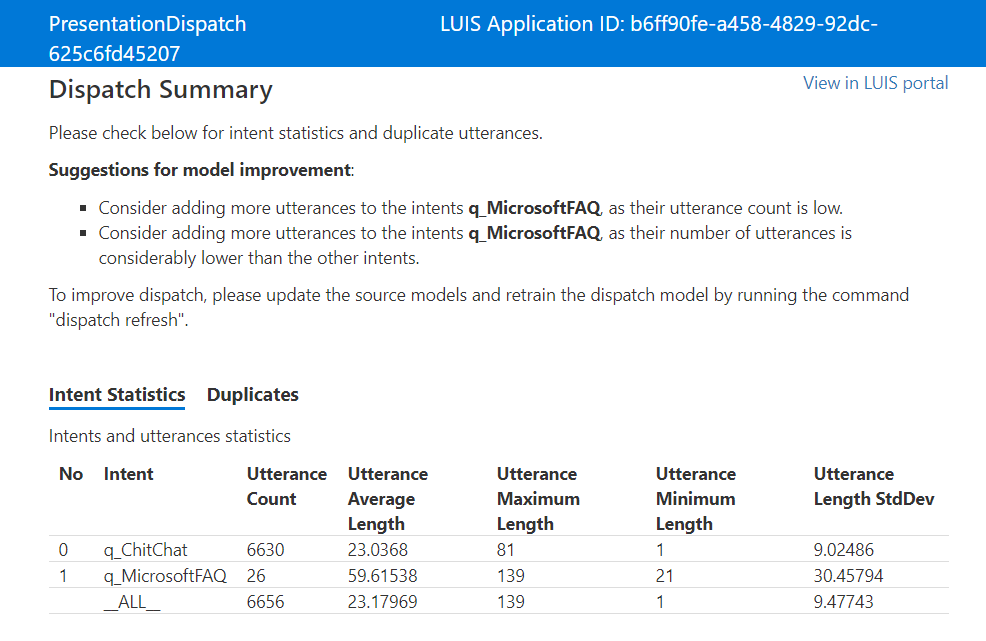 PresentationDispatch LUIS Application ID: b6ff90fe-a458-4829-92dc-
625c6fd45207
Dispatch Summary
View in LUIS portal
Please check below for intent statistics and duplicate utterances.
Suggestions for model improvement:
▪ Consider adding more utterances to the intents q_MicrosoftFAQ, as their utterance count is low.
▪ Consider adding more utterances to the intents q_MicrosoftFAQ, as their number of utterances is
considerably lower than the other intents.
To improve dispatch, please update the source models and retrain the dispatch model by running the command
"dispatch refresh".
Intent Statistics Duplicates
Intents and utterances statistics
No Intent Utterance Utterance Utterance Utterance Utterance
Count Average Maximum Minimum Length StdDev
Length Length Length
0 q_ChitChat 6630 23.0368 81 1 9.02486
1 q_MicrosoftFAQ 26 59.61538 139 21 30.45794
__ALL__ 6656 23.17969 139 1 9.47743